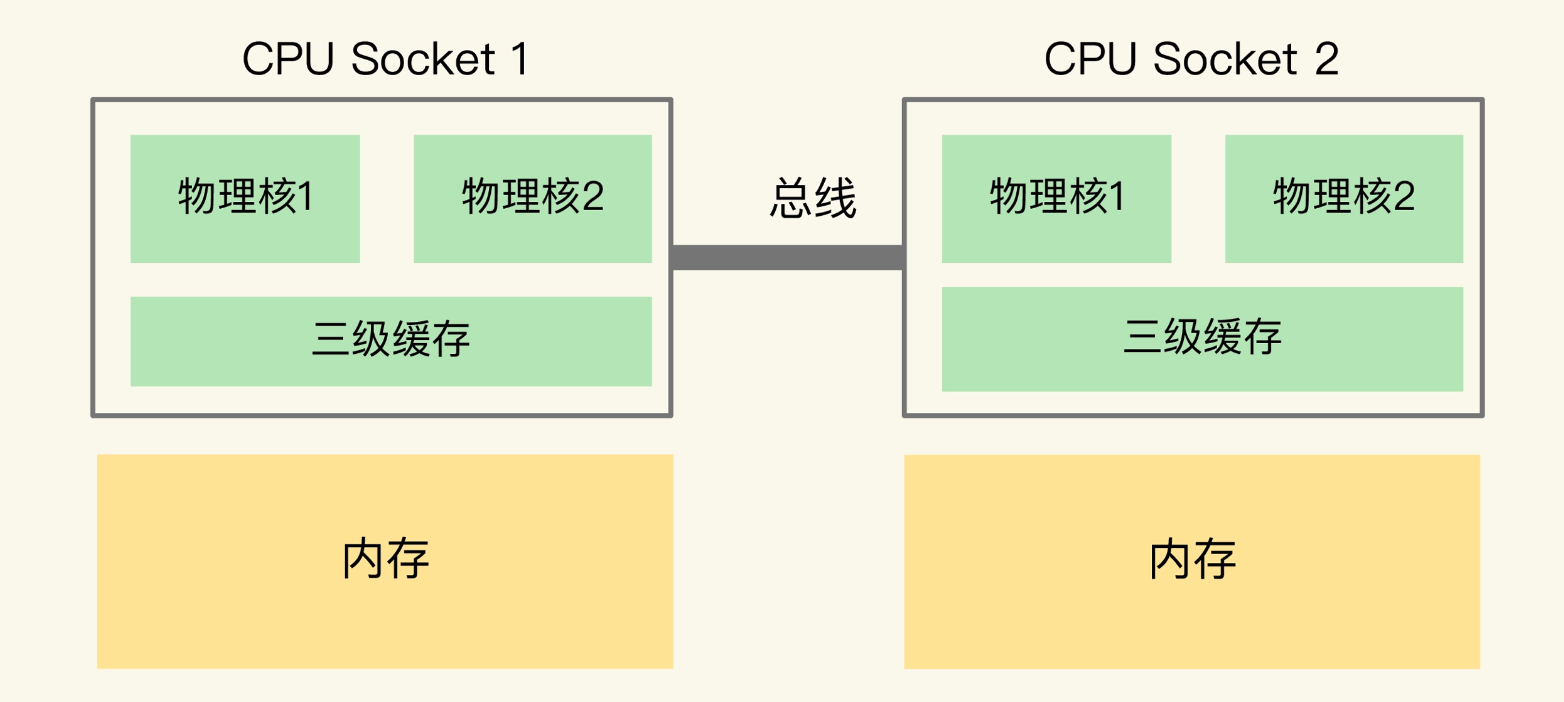 CPU Socket 1
CPU Socket 2
物理核1
物理核2
总线
物理核1
物理核2
三级缓存
三级缓存
内存
内存